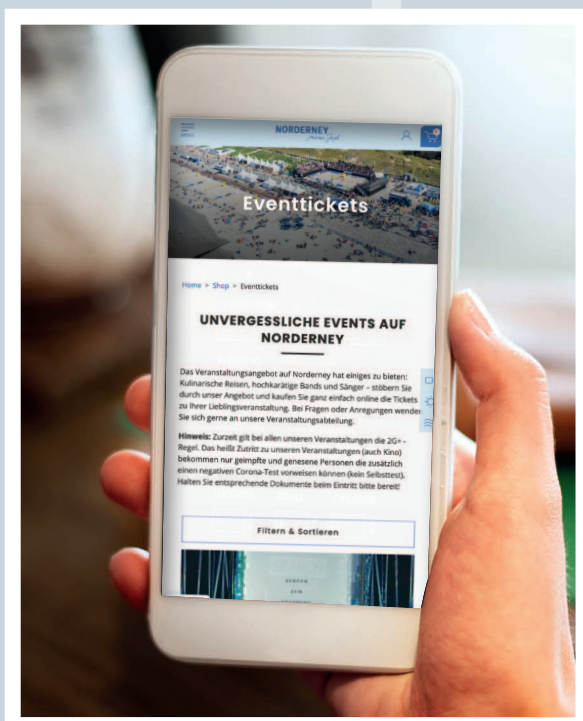 MENU
NORDERNEY
Eventtickets
Home > Shop > Eventtickets
UNVERGESSLICHE EVENTS AUF
NORDERNEY
Das Veranstaltungsangebot auf Norderney hat einiges zu bieten:
Kulinarische Reisen, hochkarätige Bands und Sänger – stöbern Sie
durch unser Angebot und kaufen Sie ganz einfach online die Tickets
zu Ihrer Lieblingsveranstaltung. Bei Fragen oder Anregungen wenden
Sie sich gerne an unsere Veranstaltungsabteilung.
Hinweis: Zurzeit gilt bei allen unseren Veranstaltungen die 2G+ -
Regel. Das heißt Zutritt zu unseren Veranstaltungen (auch Kino)
bekommen nur geimpfte und genesene Personen die zusätzlich
einen negativen Corona-Test vorweisen können (kein Selbsttest).
Halten Sie entsprechende Dokumente beim Eintritt bitte bereit!
Filtern & Sortieren